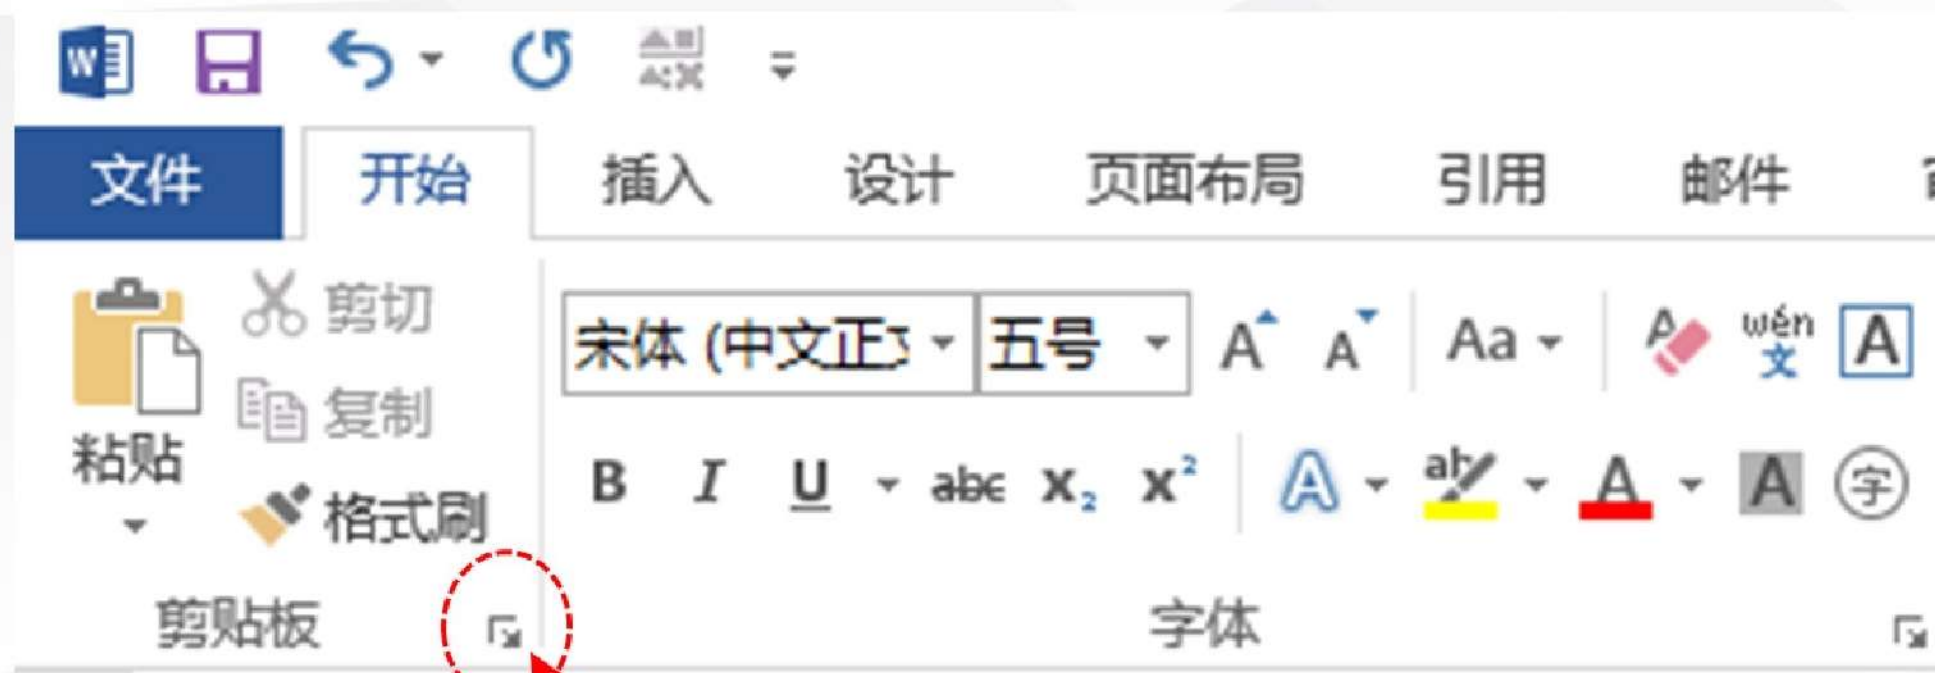 文件 开始 插入 设计 页面布局 引用 邮件
剪切
宋体 (中文正 五号 A A Aa wén 文 A
复制
粘贴
B I U abc X₂ X² A ab A A 字
格式刷
剪贴板 字体